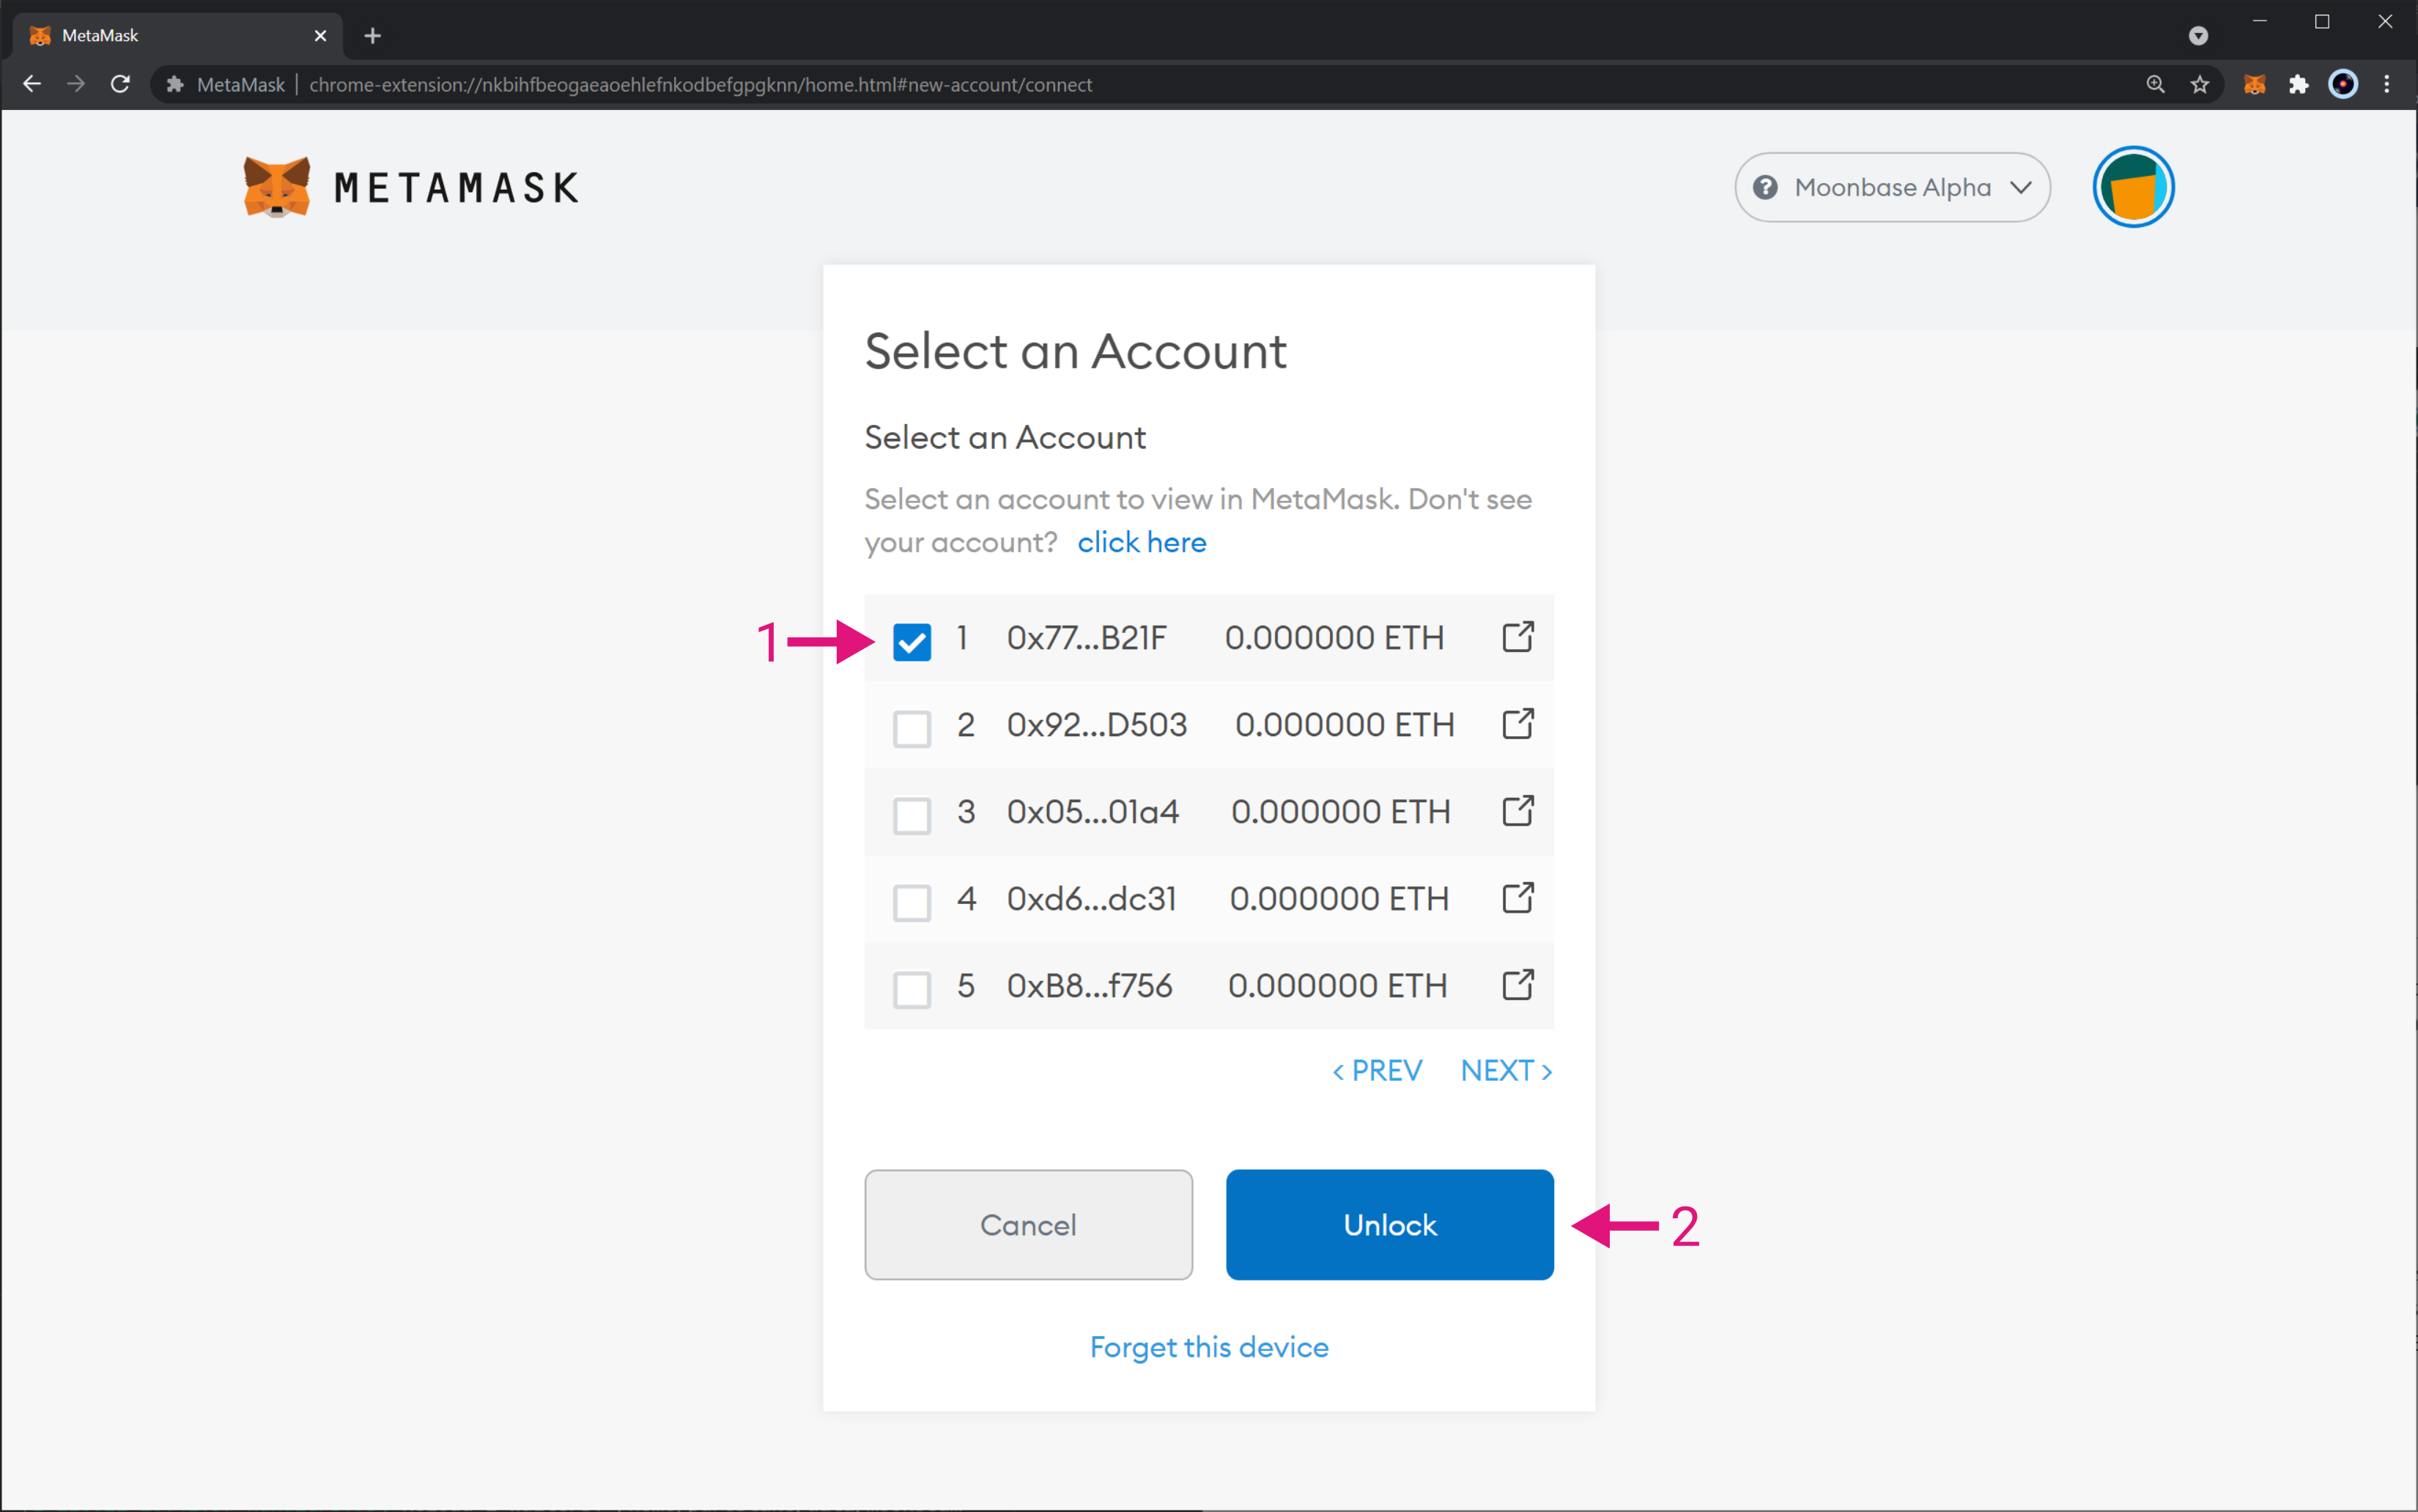 MetaMask
MetaMask | chrome-extension://nkbihfbeogaeaoehlefnkodbefgpgknn/home.html#new-account/connect
METAMASK
? Moonbase Alpha
Select an Account
Select an Account
Select an account to view in MetaMask. Don't see
your account? click here
1
1 0x77...B21F 0.000000 ETH
2 0x92...D503 0.000000 ETH
3 0x05...01a4 0.000000 ETH
4 0xd6...dc31 0.000000 ETH
5 0xB8...f756 0.000000 ETH
< PREV NEXT >
Cancel Unlock
2
Forget this device